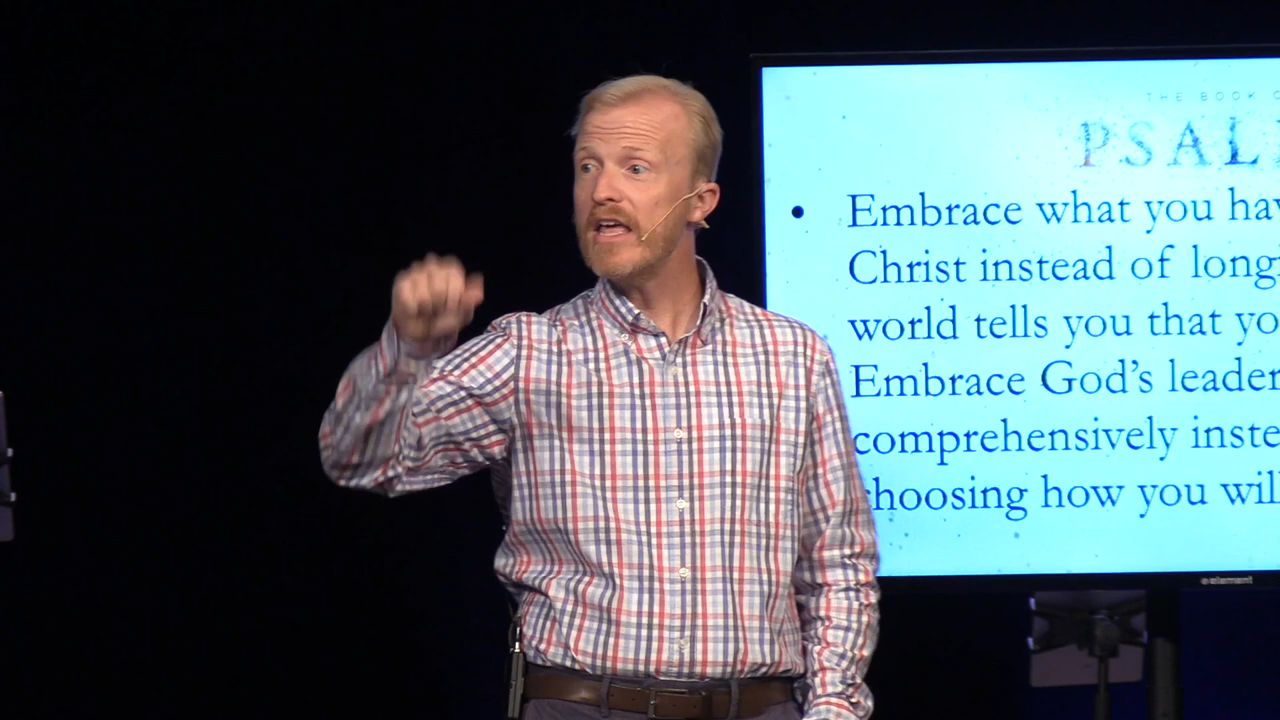 THE BOOK O
PSAL
• Embrace what you hav
Christ instead of long
world tells you that yo
Embrace God's leader
comprehensively inste
choosing how you wil
element